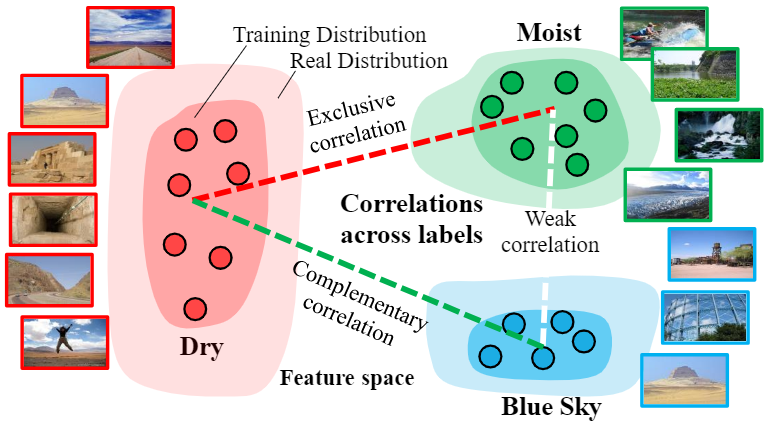 Training Distribution
Real Distribution
Moist
Exclusive
correlation
Correlations
across labels
Weak
correlation
Complementary
correlation
Dry
Feature space
Blue Sky